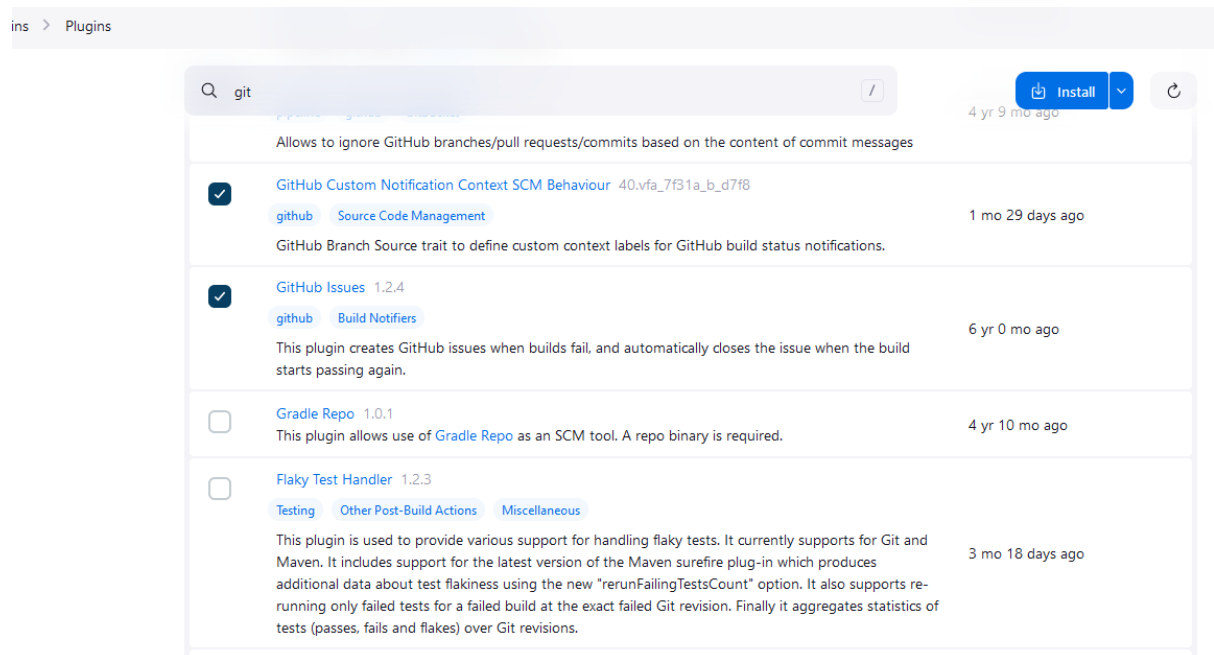 ins > Plugins
git
/
Install
4 yr 9 mo ago
Allows to ignore GitHub branches/pull requests/commits based on the content of commit messages
GitHub Custom Notification Context SCM Behaviour 40.vfa_7f31a_b_d7f8
github Source Code Management
1 mo 29 days ago
GitHub Branch Source trait to define custom context labels for GitHub build status notifications.
GitHub Issues 1.2.4
github Build Notifiers
6 yr 0 mo ago
This plugin creates GitHub issues when builds fail, and automatically closes the issue when the build
starts passing again.
Gradle Repo 1.0.1
4 yr 10 mo ago
This plugin allows use of Gradle Repo as an SCM tool. A repo binary is required.
Flaky Test Handler 1.2.3
Testing Other Post-Build Actions Miscellaneous
This plugin is used to provide various support for handling flaky tests. It currently supports for Git and
3 mo 18 days ago
Maven. It includes support for the latest version of the Maven surefire plug-in which produces
additional data about test flakiness using the new "rerunFailingTestsCount" option. It also supports re-
running only failed tests for a failed build at the exact failed Git revision. Finally it aggregates statistics of
tests (passes, fails and flakes) over Git revisions.